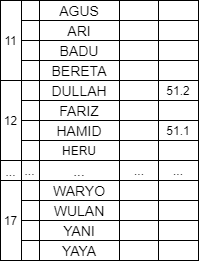 11 AGUS
ARI
BADU
BERETA
12 DULLAH 51.2
FARIZ
HAMID 51.1
HERU
... ... ... ... ...
17 WARYO
WULAN
YANI
YAYA